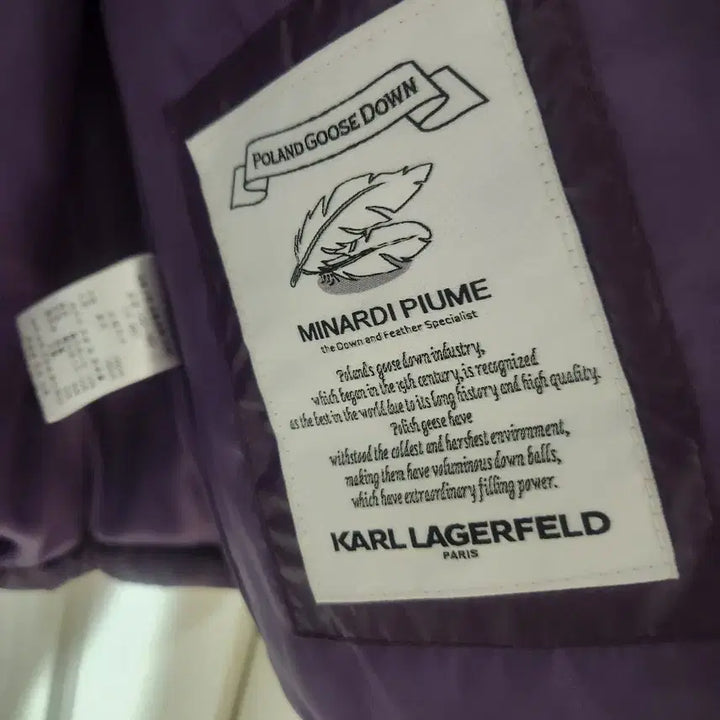 POLAND GOOSE DOWN
MINARDI PIUME
the Down and Feather Specialist
Poland's goose down industry,
which began in the 19th century, is recognized
as the best in the world due to its long history and high quality.
Polish geese have
withstood the coldest and harshest environment,
making them have voluminous down balls,
which have extraordinary filling power.
KARL LAGERFELD
PARIS